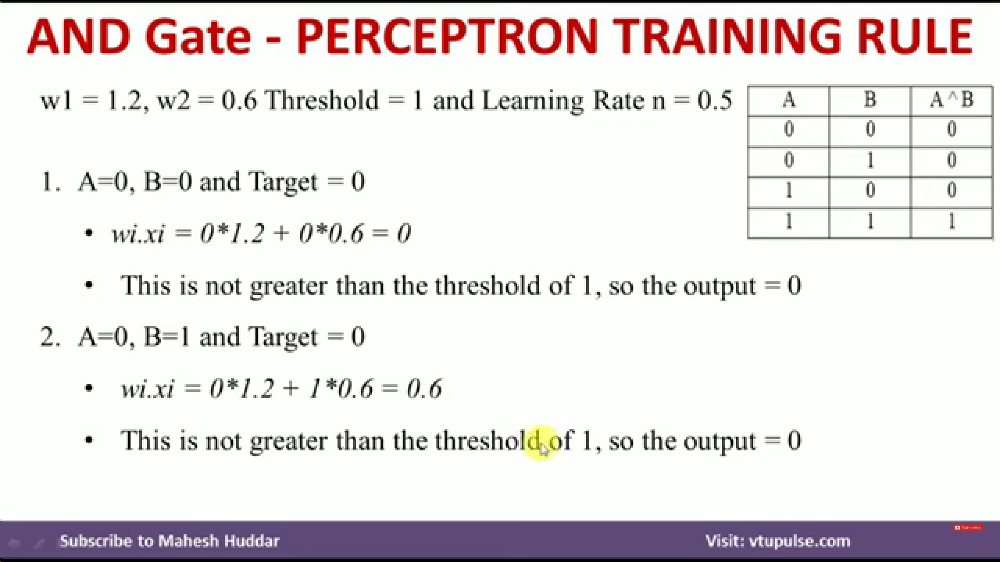 AND Gate - PERCEPTRON TRAINING RULE
w1 = 1.2, w2 = 0.6 Threshold = 1 and Learning Rate n = 0.5
A B A ^ B
0 0 0
0 1 0
1 0 0
1 1 1
1. A=0, B=0 and Target = 0
• wi.xi = 0*1.2 + 0*0.6 = 0
• This is not greater than the threshold of 1, so the output = 0
2. A=0, B=1 and Target = 0
• wi.xi = 0*1.2 + 1*0.6 = 0.6
• This is not greater than the threshold of 1, so the output = 0
Subscribe
Subscribe to Mahesh Huddar
Visit: vtupulse.com